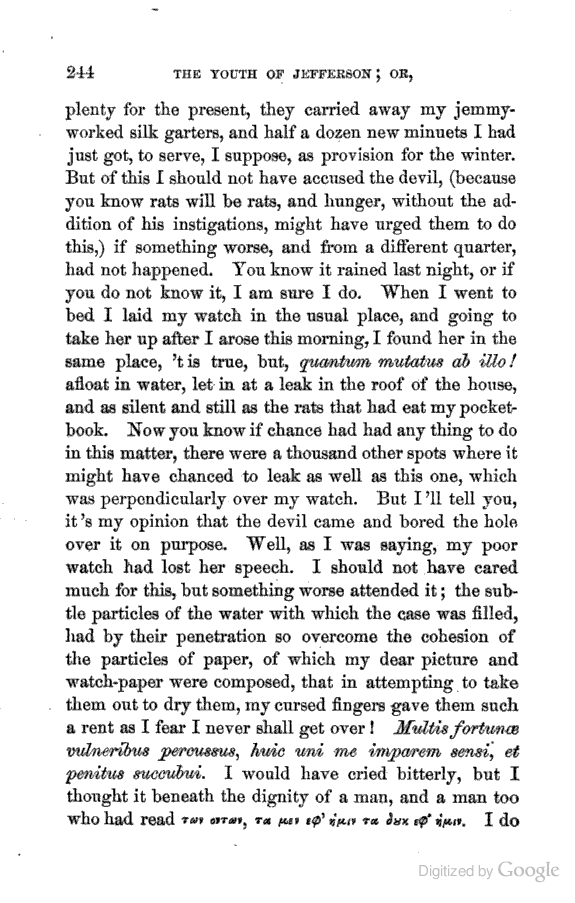 244 THE YOUTH OF JEFFERSON; OR,
plenty for the present, they carried away my jemmy-
worked silk garters, and half a dozen new minuets I had
just got, to serve, I suppose, as provision for the winter.
But of this I should not have accused the devil, (because
you know rats will be rats, and hunger, without the ad-
dition of his instigations, might have urged them to do
this,) if something worse, and from a different quarter,
had not happened. You know it rained last night, or if
you do not know it, I am sure I do. When I went to
bed I laid my watch in the usual place, and going to
take her up after I arose this morning, I found her in the
same place, 't is true, but, quantum mutatus ab illo!
afloat in water, let in at a leak in the roof of the house,
and as silent and still as the rats that had eat my pocket-
book. Now you know if chance had had any thing to do
in this matter, there were a thousand other spots where it
might have chanced to leak as well as this one, which
was perpendicularly over my watch. But I 'll tell you,
it 's my opinion that the devil came and bored the hole
over it on purpose. Well, as I was saying, my poor
watch had lost her speech. I should not have cared
much for this, but something worse attended it; the sub-
tle particles of the water with which the case was filled,
had by their penetration so overcome the cohesion of
the particles of paper, of which my dear picture and
watch-paper were composed, that in attempting to take
them out to dry them, my cursed fingers gave them such
a rent as I fear I never shall get over! Multis fortunæ
vulneribus percussus, huic uni me imparem sensi, et
penitus succubui. I would have cried bitterly, but I
thought it beneath the dignity of a man, and a man too
who had read των οντων, τα μεν εφ' ἡμιν τα δ'ουκ εφ' ἡμιν. I do
Digitized by Google